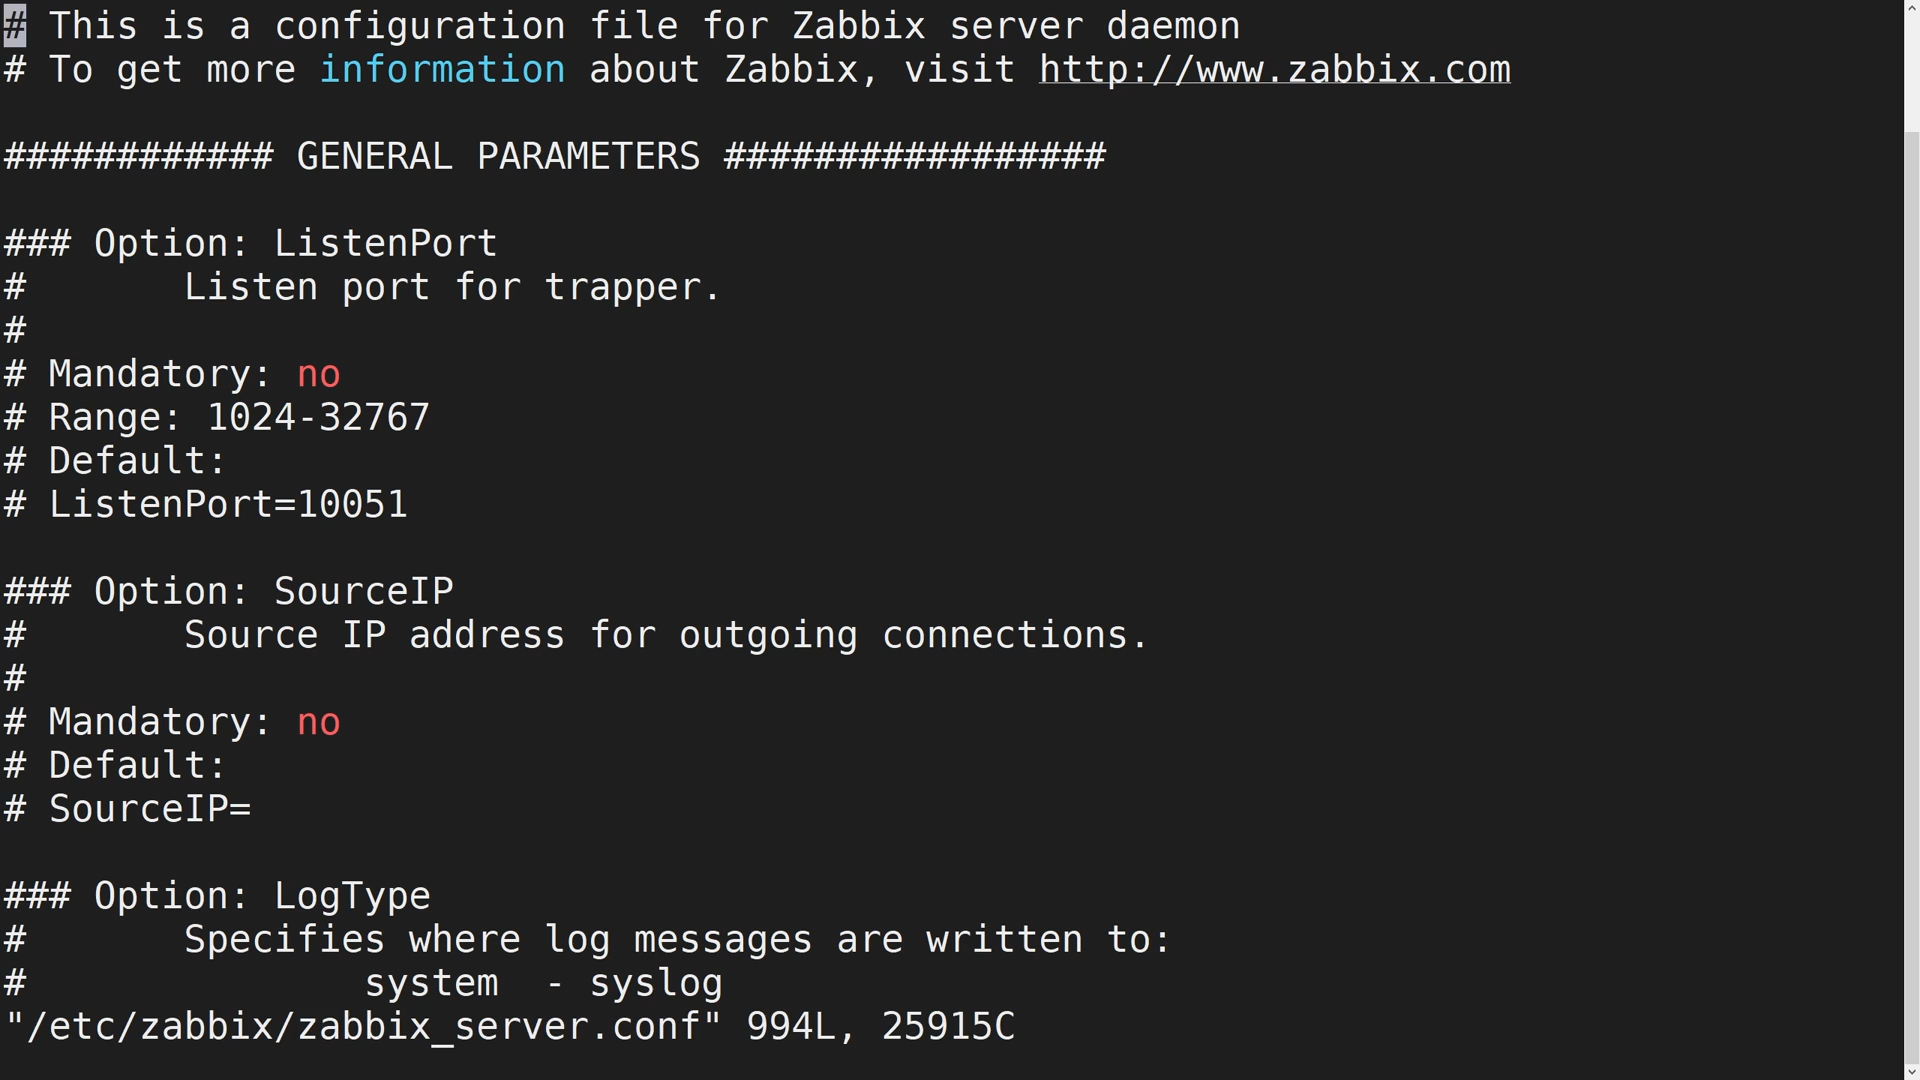 # This is a configuration file for Zabbix server daemon
# To get more information about Zabbix, visit http://www.zabbix.com

############ GENERAL PARAMETERS #################

### Option: ListenPort
#       Listen port for trapper.
#
# Mandatory: no
# Range: 1024-32767
# Default:
# ListenPort=10051

### Option: SourceIP
#       Source IP address for outgoing connections.
#
# Mandatory: no
# Default:
# SourceIP=

### Option: LogType
#       Specifies where log messages are written to:
#               system  - syslog
"/etc/zabbix/zabbix_server.conf" 994L, 25915C